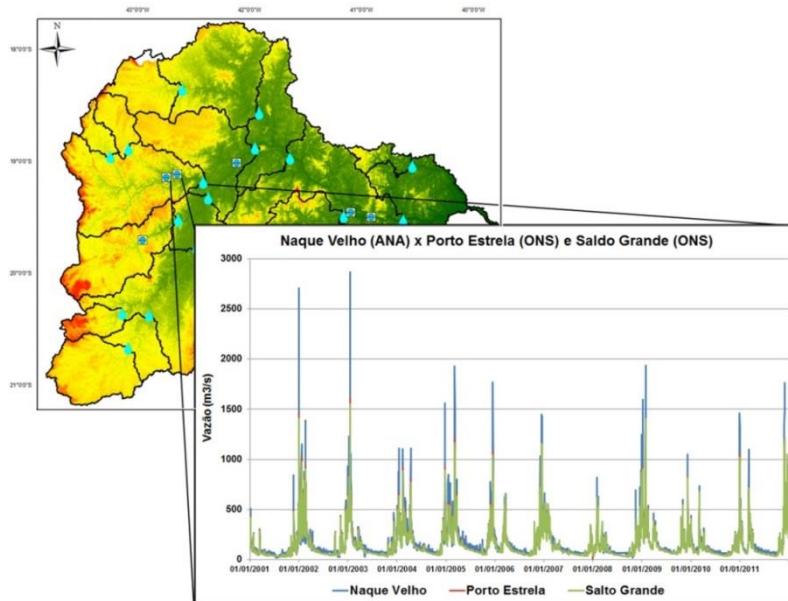 N
43°0'0"S
42°0'0"S
41°0'0"S
40°0'0"S
18°0'0"S
19°0'0"S
20°0'0"S
21°0'0"S
Naque Velho (ANA) x Porto Estrela (ONS) e Saldo Grande (ONS)
Vazão (m3/s)
3000
2500
2000
1500
1000
500
0
01/01/2001 01/01/2002 01/01/2003 01/01/2004 01/01/2005 01/01/2006 01/01/2007 01/01/2008 01/01/2009 01/01/2010 01/01/2011
Naque Velho Porto Estrela Salto Grande